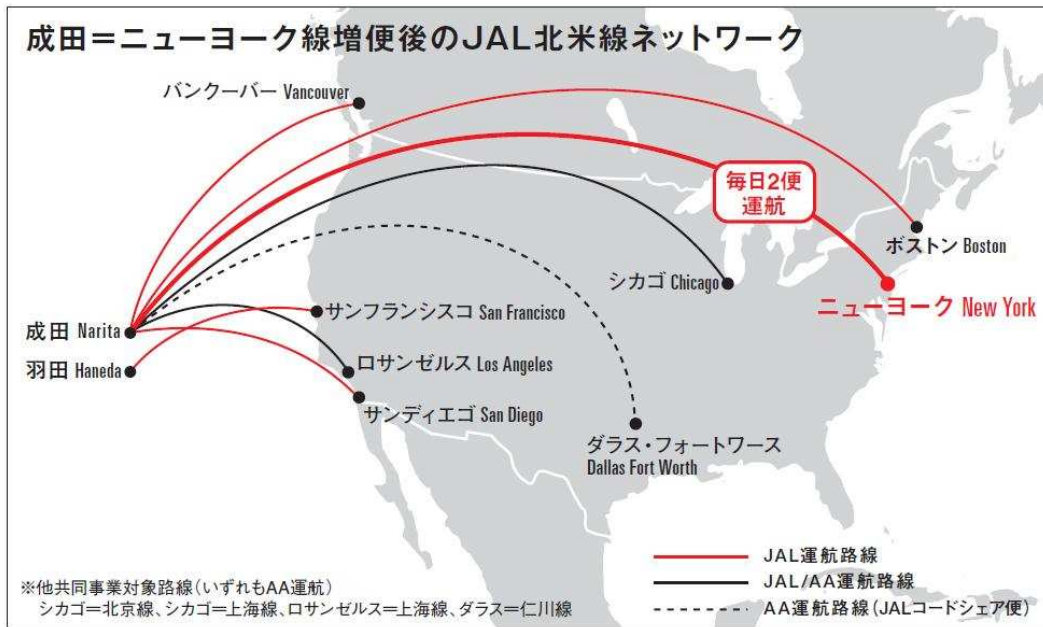 成田＝ニューヨーク線増便後のJAL北米線ネットワーク
バンクーバー Vancouver
毎日2便
運航
ボストン Boston
シカゴ Chicago
ニューヨーク New York
サンフランシスコ San Francisco
成田 Narita
羽田 Haneda
ロサンゼルス Los Angeles
サンディエゴ San Diego
ダラス・フォートワース
Dallas Fort Worth
JAL運航路線
JAL/AA運航路線
AA運航路線(JALコードシェア便)
※他共同事業対象路線(いずれもAA運航)
シカゴ＝北京線、シカゴ＝上海線、ロサンゼルス＝上海線、ダラス＝仁川線